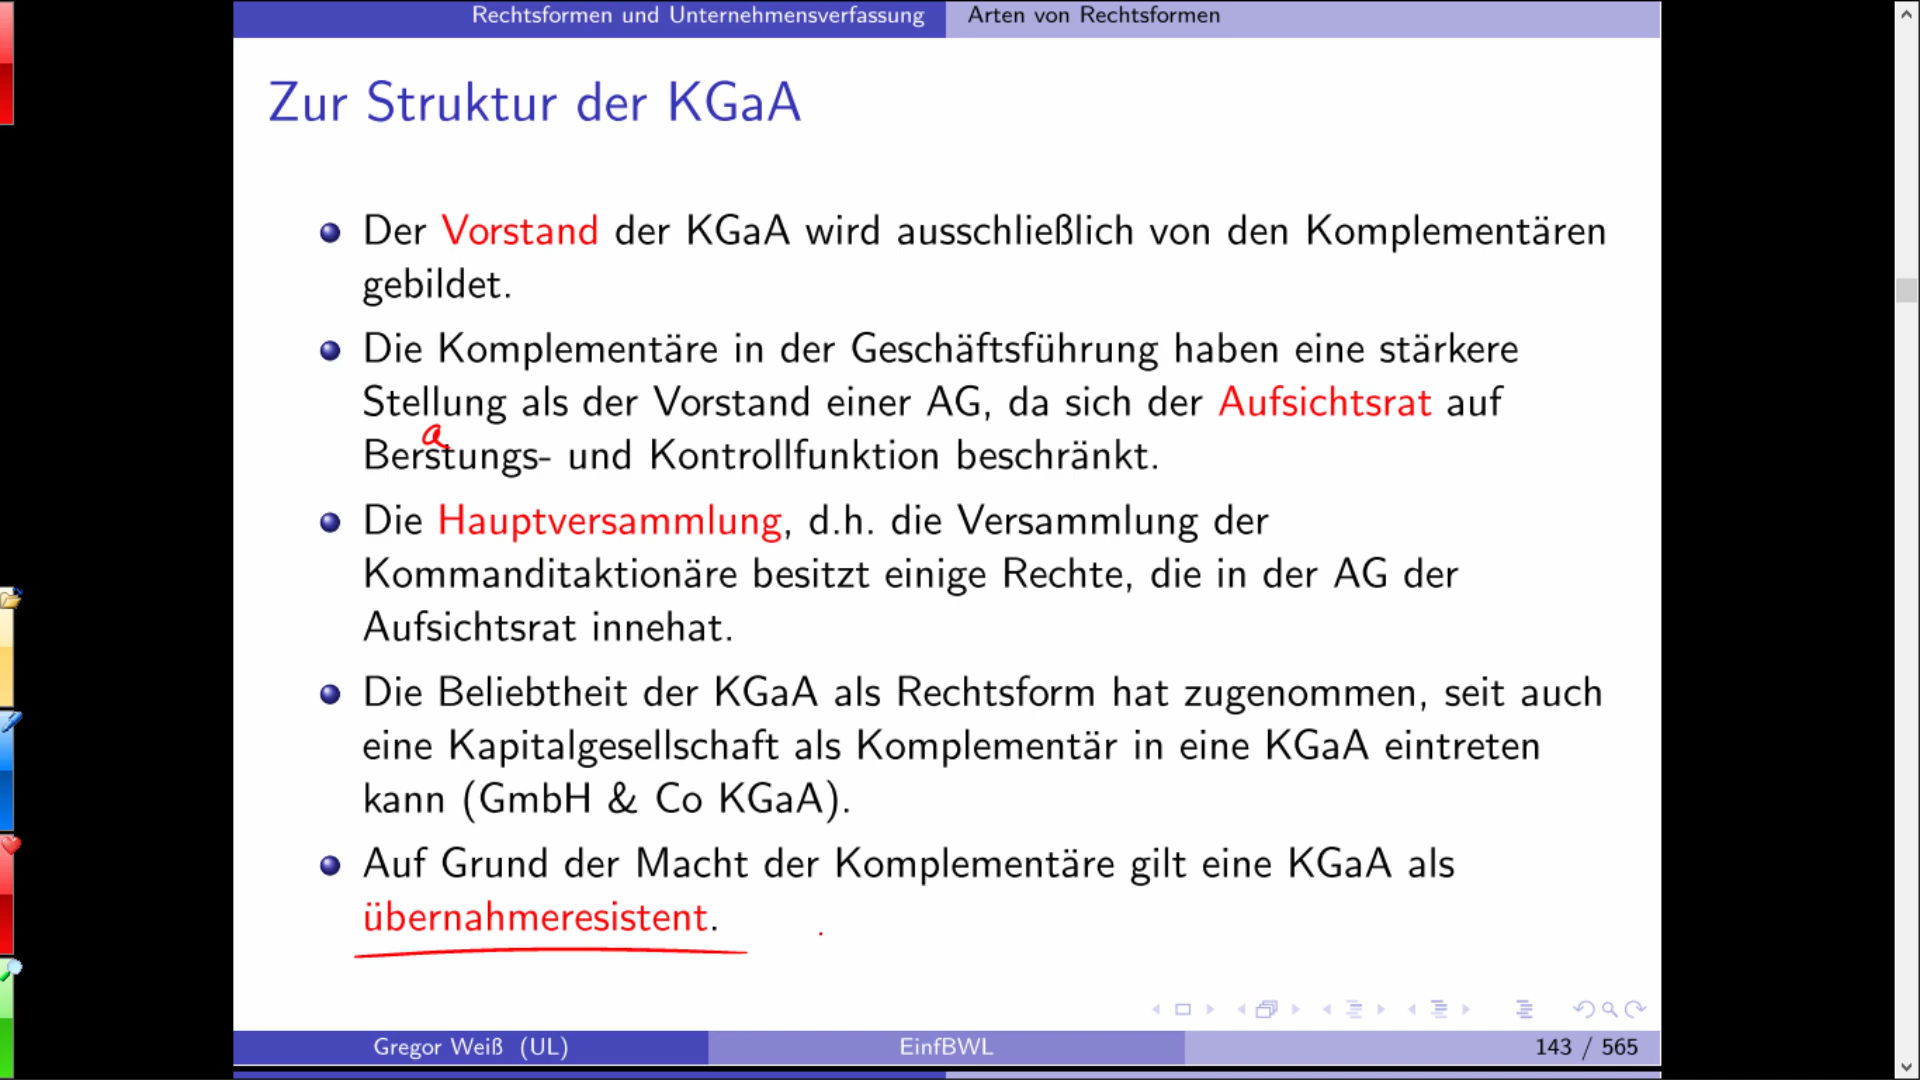 Rechtsformen und Unternehmensverfassung Arten von Rechtsformen
Zur Struktur der KGaA
Der Vorstand der KGaA wird ausschließlich von den Komplementären
gebildet.
Die Komplementäre in der Geschäftsführung haben eine stärkere
Stellung als der Vorstand einer AG, da sich der Aufsichtsrat auf
a
Berstungs- und Kontrollfunktion beschränkt.
Die Hauptversammlung, d.h. die Versammlung der
Kommanditaktionäre besitzt einige Rechte, die in der AG der
Aufsichtsrat innehat.
Die Beliebtheit der KGaA als Rechtsform hat zugenommen, seit auch
eine Kapitalgesellschaft als Komplementär in eine KGaA eintreten
kann (GmbH & Co KGaA).
Auf Grund der Macht der Komplementäre gilt eine KGaA als
übernahmeresistent.
Gregor Weiß (UL) EinfBWL 143 / 565